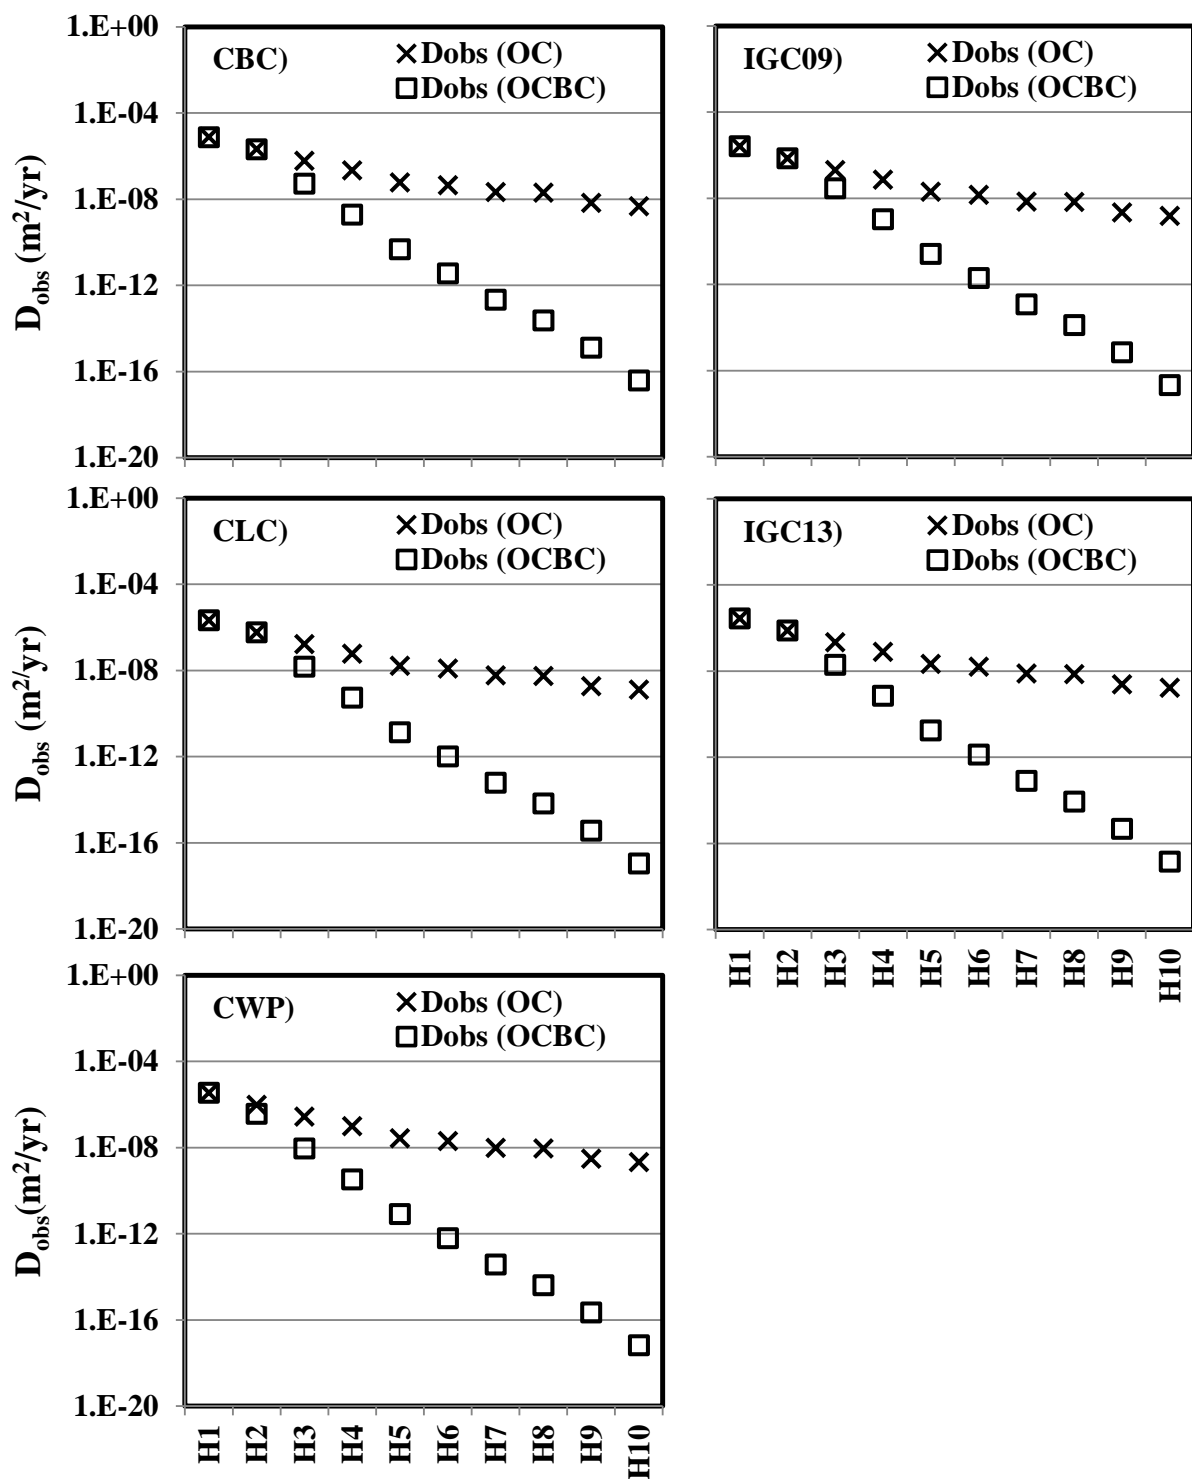 1.E+00
1.E-04
1.E-08
1.E-12
1.E-16
1.E-20
Dobs (m2/yr)
CBC)
Dobs (OC)
Dobs (OCBC)
IGC09)
Dobs (OC)
Dobs (OCBC)
1.E+00
1.E-04
1.E-08
1.E-12
1.E-16
1.E-20
Dobs (m2/yr)
CLC)
Dobs (OC)
Dobs (OCBC)
IGC13)
Dobs (OC)
Dobs (OCBC)
H1
H2
H3
H4
H5
H6
H7
H8
H9
H10
1.E+00
1.E-04
1.E-08
1.E-12
1.E-16
1.E-20
Dobs(m2/yr)
CWP)
Dobs (OC)
Dobs (OCBC)
H1
H2
H3
H4
H5
H6
H7
H8
H9
H10